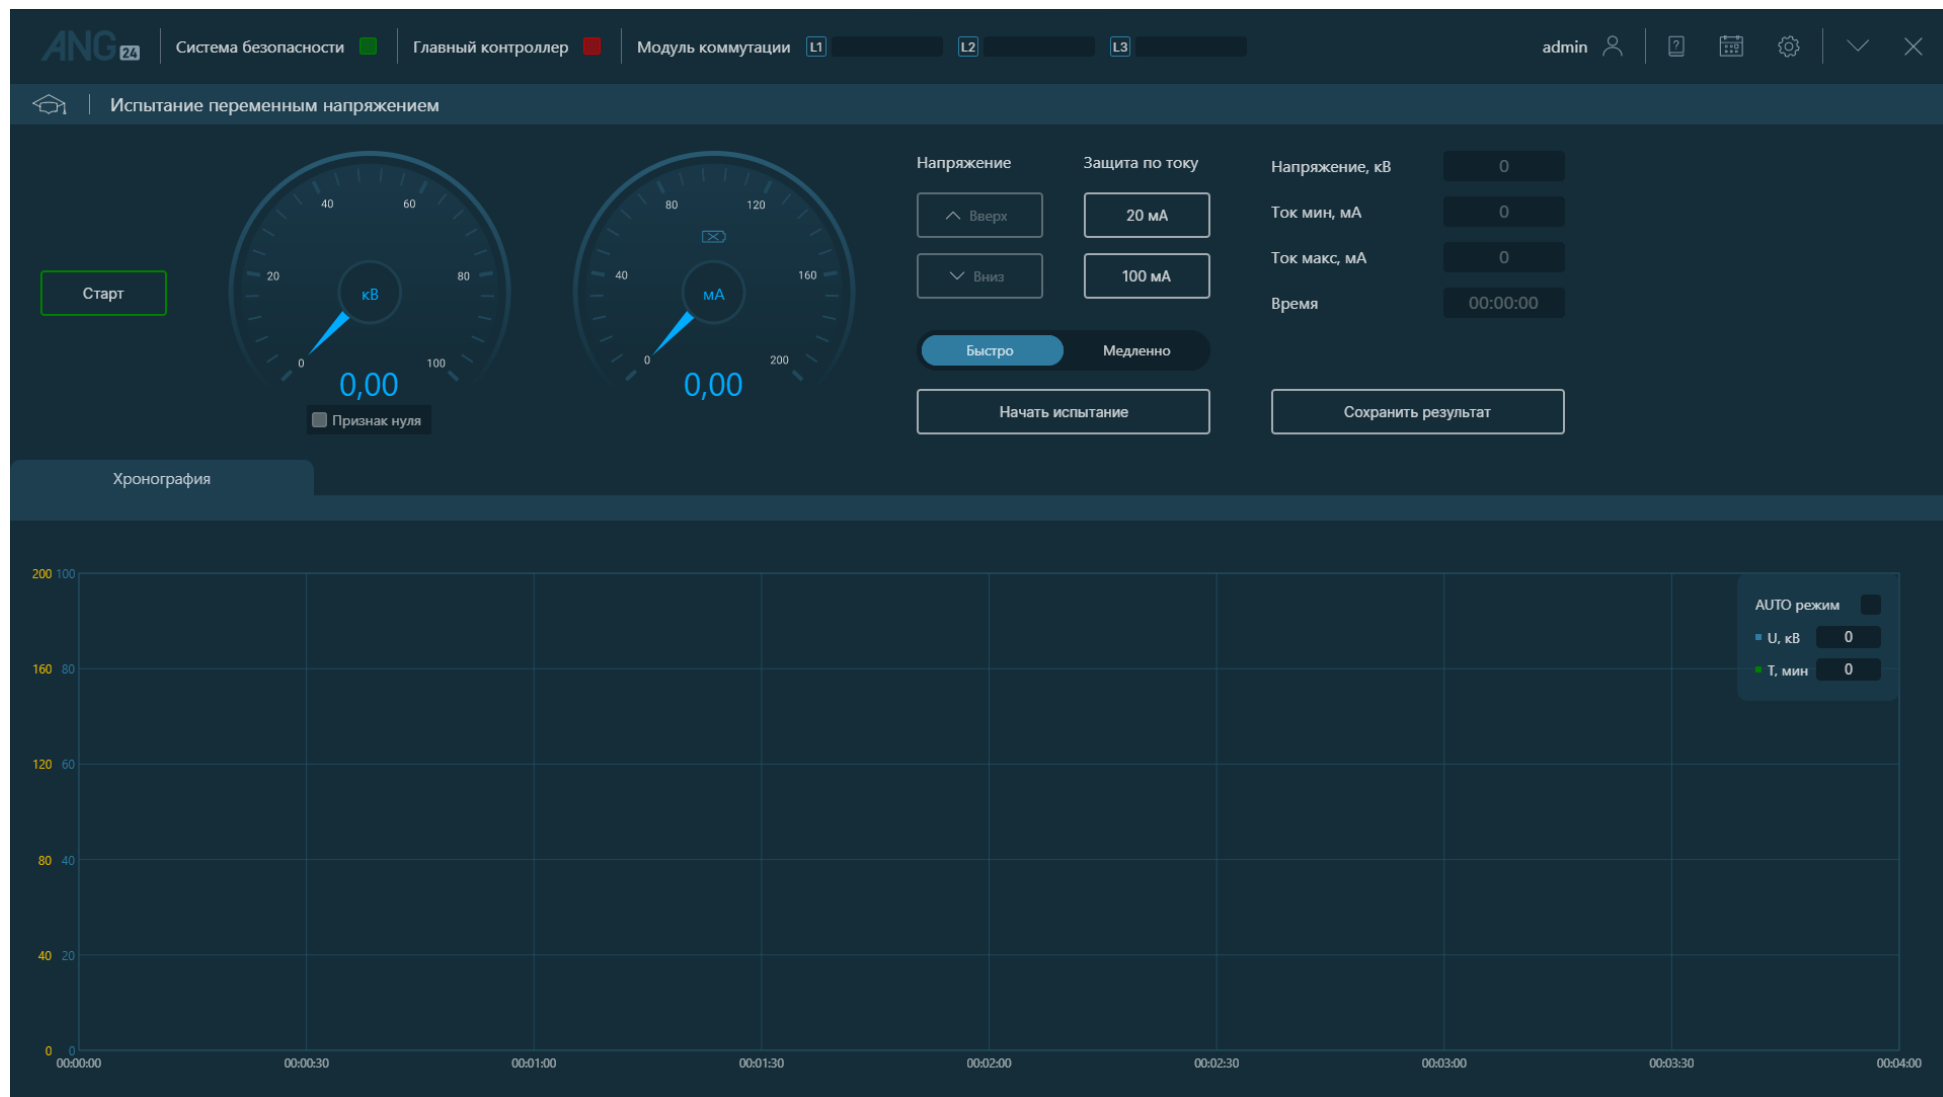 ANG 24 Система безопасности Главный контроллер Модуль коммутации L1 L2 L3 admin
Испытание переменным напряжением
Старт
40 60
20 80
кВ
0 100
0,00
Признак нуля
80 120
40 160
мА
0 200
0,00
Напряжение
Вверх
Вниз
Защита по току
20 мА
100 мА
Быстро Медленно
Начать испытание
Напряжение, кВ 0
Ток мин, мА 0
Ток макс, мА 0
Время 00:00:00
Сохранить результат
Хронография
200 100
160 80
120 60
80 40
40 20
0 0
00:00:00 00:00:30 00:01:00 00:01:30 00:02:00 00:02:30 00:03:00 00:03:30 00:04:00
AUTO режим
U, кВ 0
T, мин 0